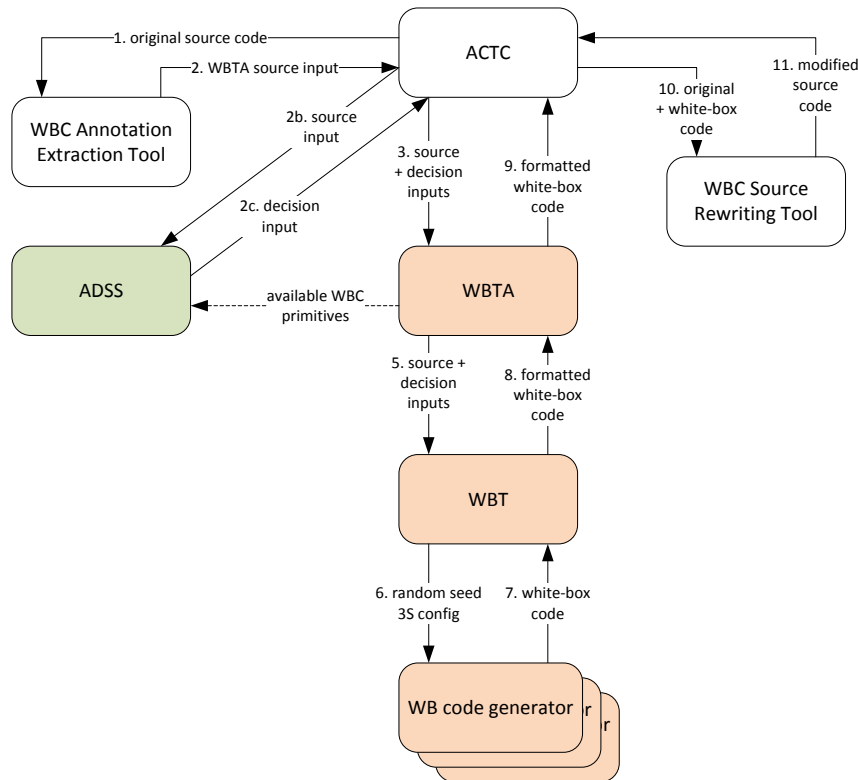 1. original source code
ACTC
2. WBTA source input
11. modified
source
code
10. original
+ white-box
code
2b. source
input
WBC Annotation
Extraction Tool
3. source
+ decision
inputs
9. formatted
white-box
code
WBC Source
Rewriting Tool
2c. decision
input
ADSS
WBTA
available WBC
primitives
5. source +
decision
inputs
8. formatted
white-box
code
WBT
6. random seed
3S config
7. white-box
code
WB code generator
or
or